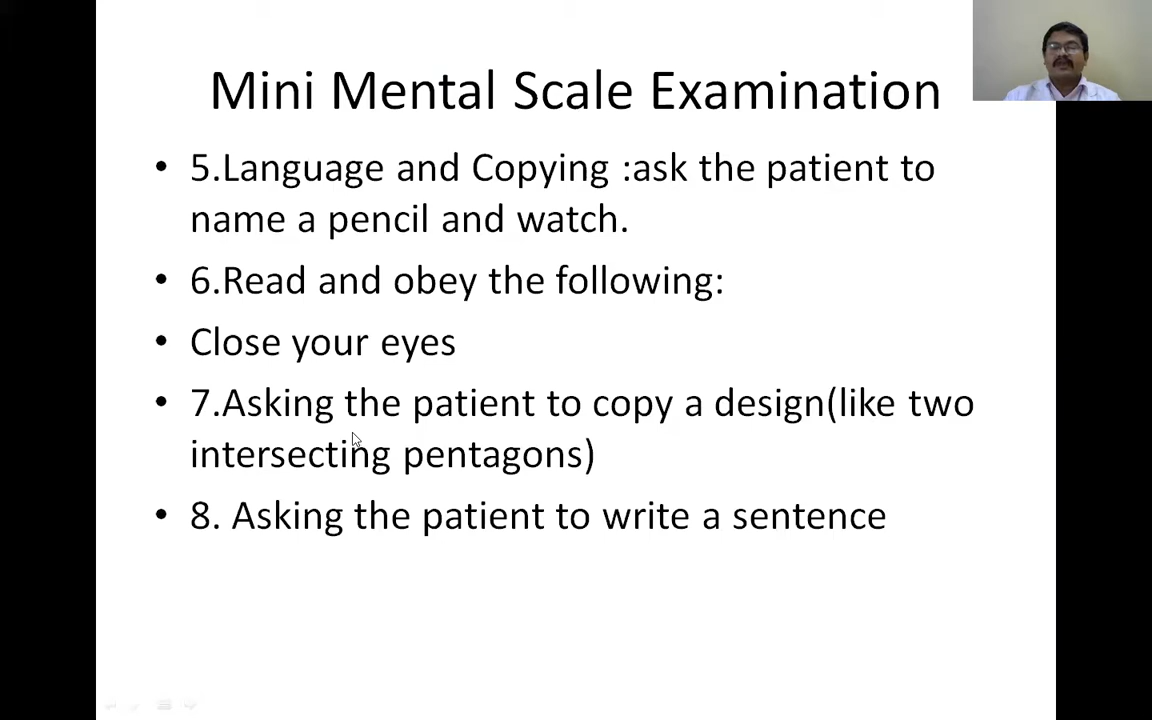 Mini Mental Scale Examination
• 5.Language and Copying :ask the patient to
name a pencil and watch.
• 6.Read and obey the following:
• Close your eyes
• 7.Asking the patient to copy a design(like two
intersecting pentagons)
• 8. Asking the patient to write a sentence